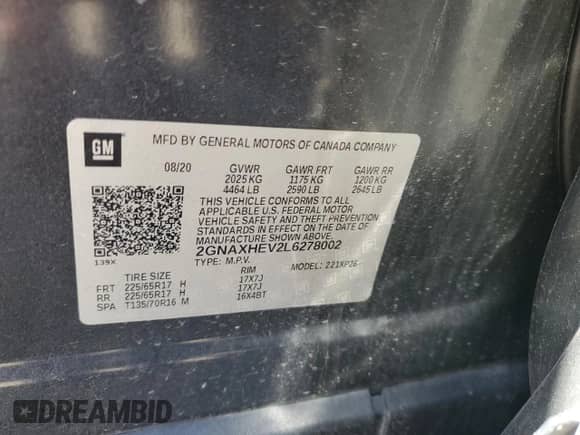 GM
MFD BY GENERAL MOTORS OF CANADA COMPANY
08/20 GVWR GAWR FRT GAWR RR
2025 KG 1175 KG 1200 KG
4464 LB 2590 LB 2645 LB
THIS VEHICLE CONFORMS TO ALL
APPLICABLE U.S. FEDERAL MOTOR
VEHICLE SAFETY AND THEFT PREVENTION
STANDARDS IN EFFECT ON THE DATE OF
MANUFACTURE SHOWN ABOVE.
2GNAXHEV2L6278002
139X
TYPE: M.P.V. MODEL: 221XP26
TIRE SIZE RIM
FRT 225/65R17 H 17X7J
RR 225/65R17 H 17X7J
SPA T135/70R16 M 16X4BT
DREAMBID